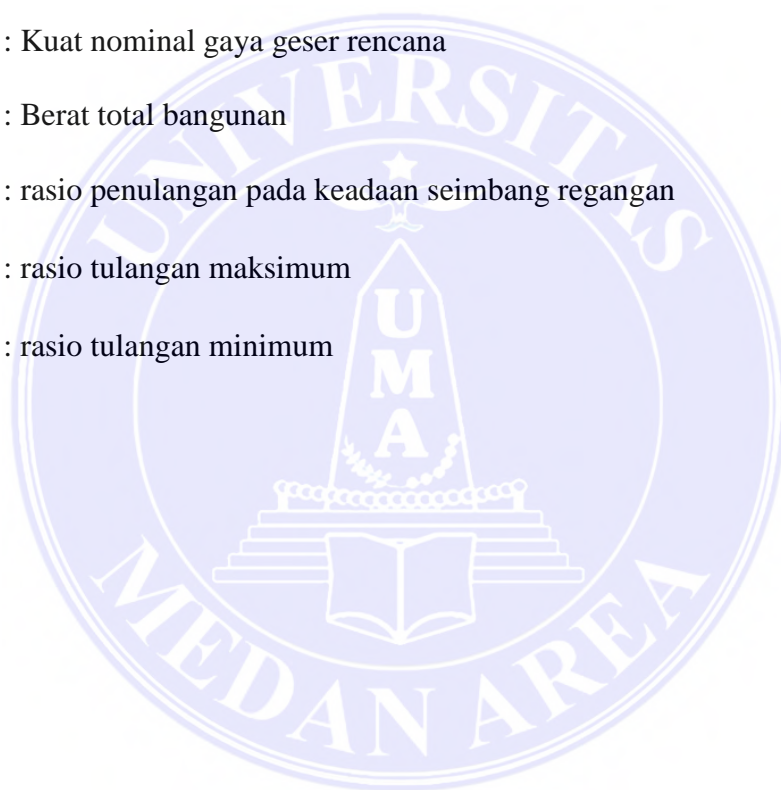 : Kuat nominal gaya geser rencana
: Berat total bangunan
: rasio penulangan pada keadaan seimbang regangan
: rasio tulangan maksimum
: rasio tulangan minimum
UNIVERSITAS
U
M
A
MEDAN AREA